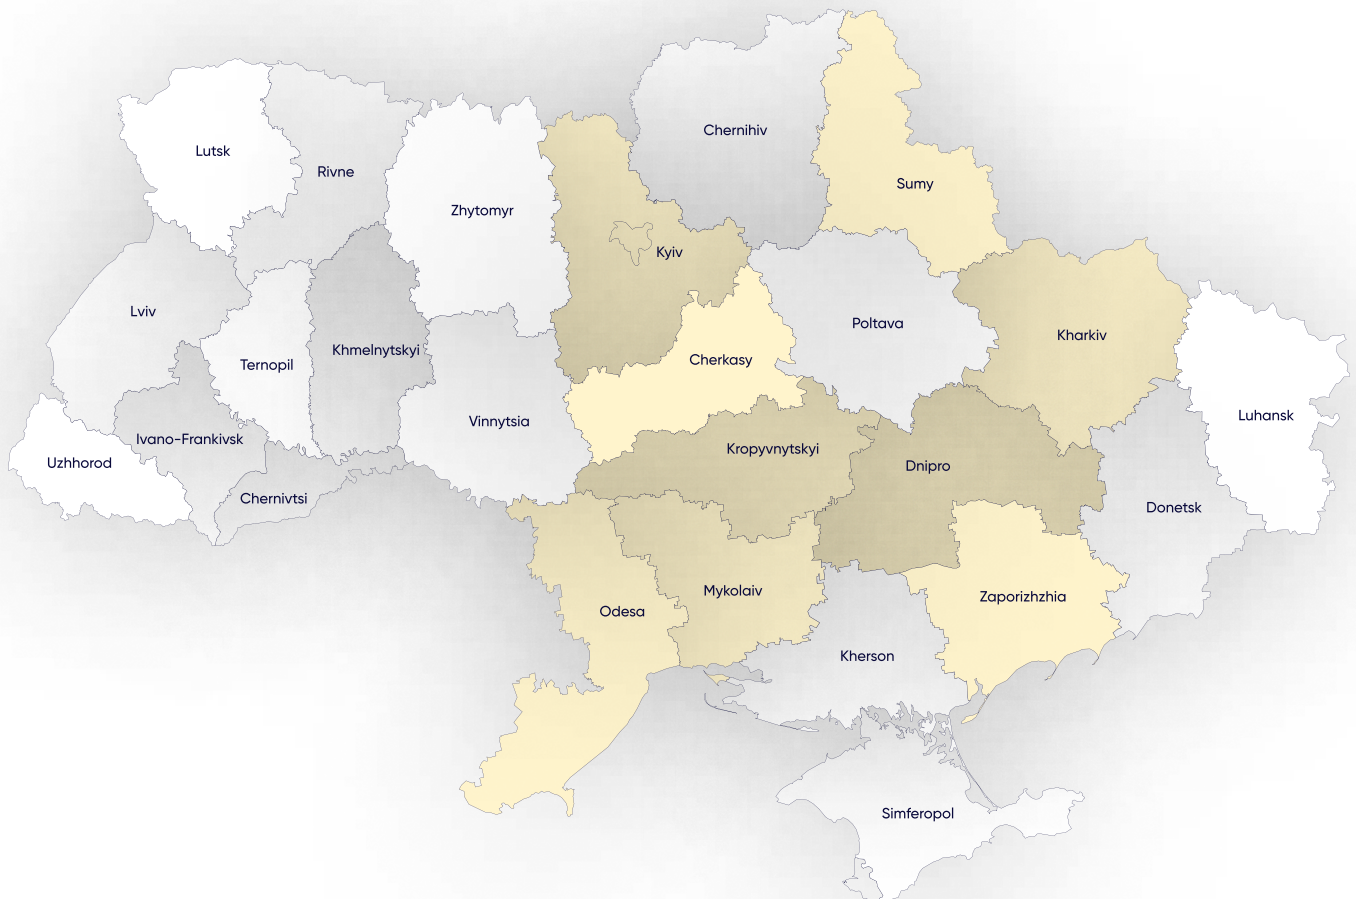 Chernihiv
Lutsk
Rivne
Sumy
Zhytomyr
Kyiv
Lviv
Poltava
Kharkiv
Khmelnytskyi
Cherkasy
Ternopil
Luhansk
Vinnytsia
Ivano-Frankivsk
Kropyvnytskyi
Uzhhorod
Dnipro
Chernivtsi
Donetsk
Mykolaiv
Zaporizhzhia
Odesa
Kherson
Simferopol